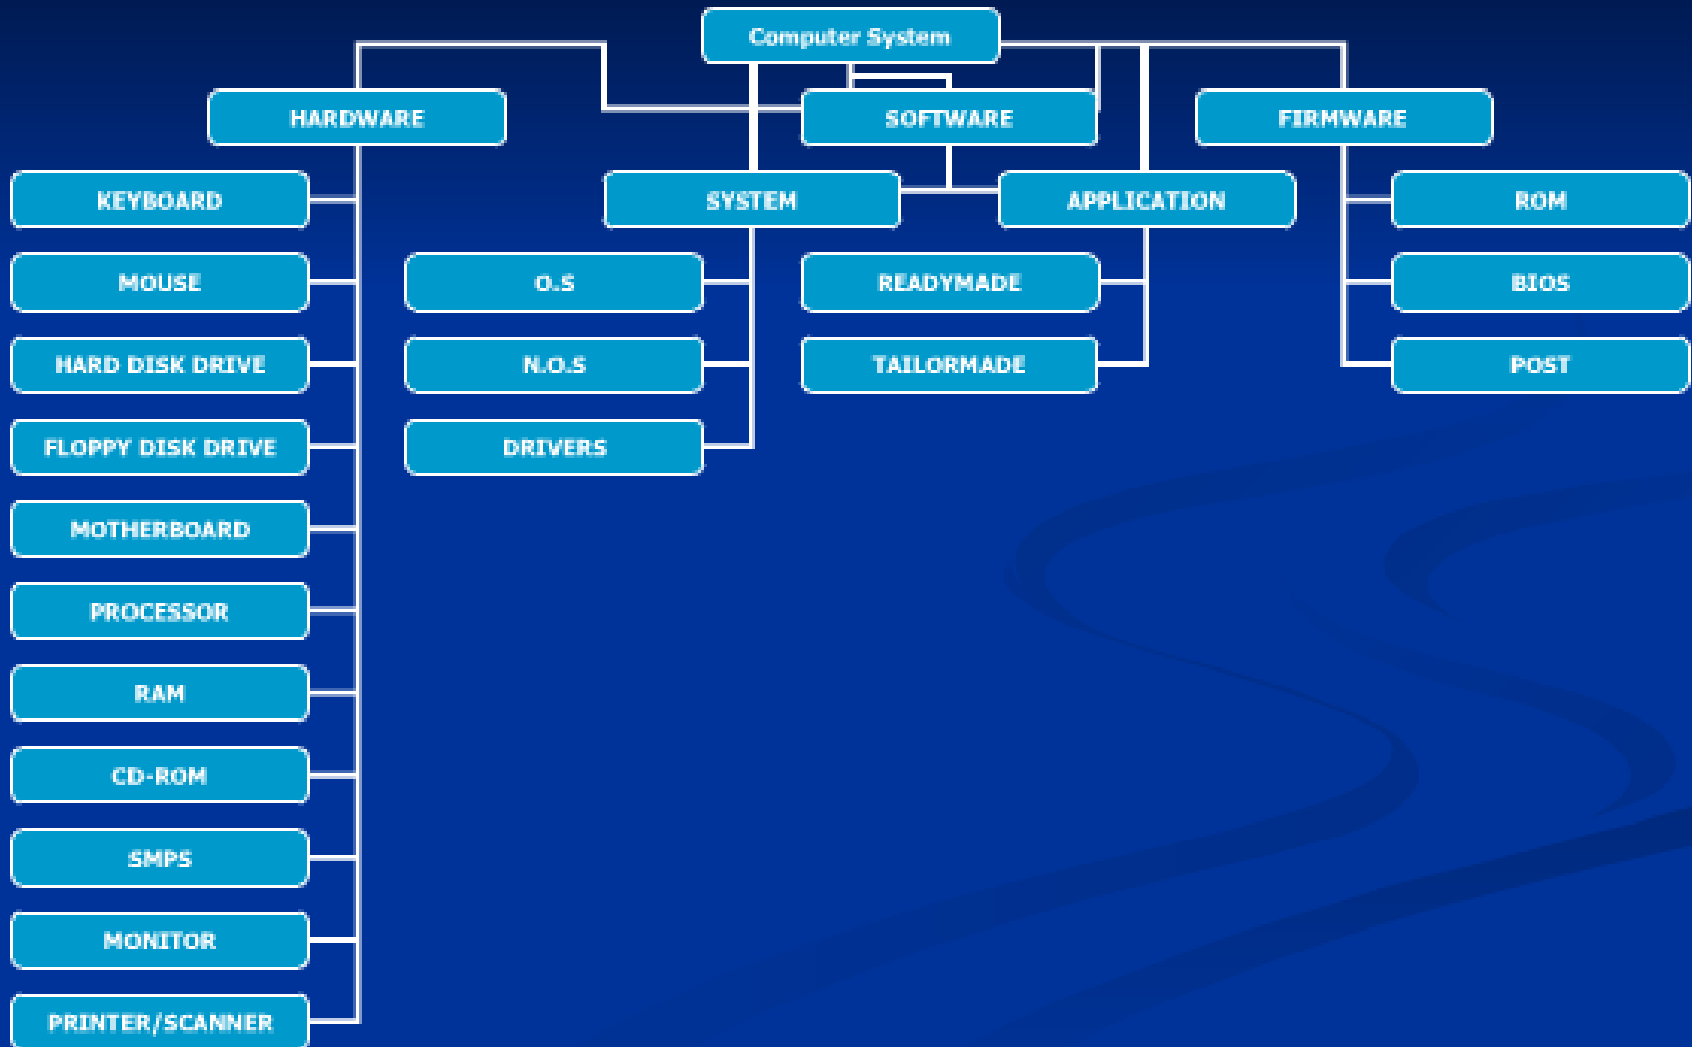 Computer System
HARDWARE
SOFTWARE
FIRMWARE
KEYBOARD
SYSTEM
APPLICATION
ROM
MOUSE
O.S
READYMADE
BIOS
HARD DISK DRIVE
N.O.S
TAILORMADE
POST
FLOPPY DISK DRIVE
DRIVERS
MOTHERBOARD
PROCESSOR
RAM
CD-ROM
SMPS
MONITOR
PRINTER/SCANNER